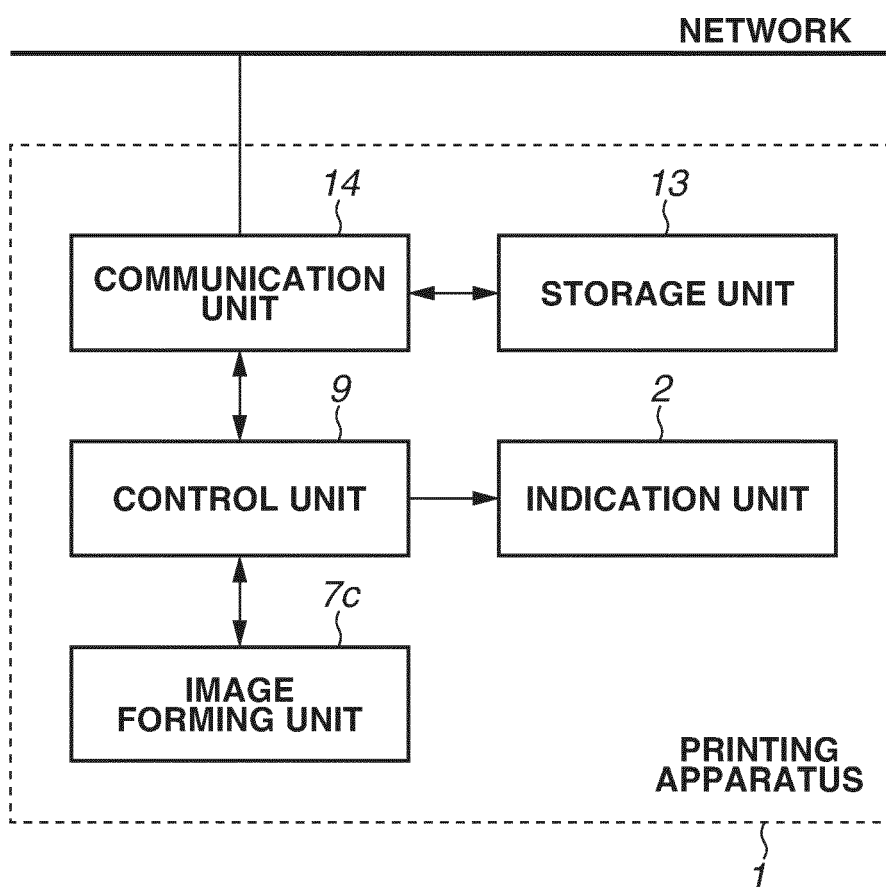 NETWORK
14
13
COMMUNICATION
UNIT
STORAGE UNIT
9
2
CONTROL UNIT
INDICATION UNIT
7c
IMAGE
FORMING UNIT
PRINTING
APPARATUS
1